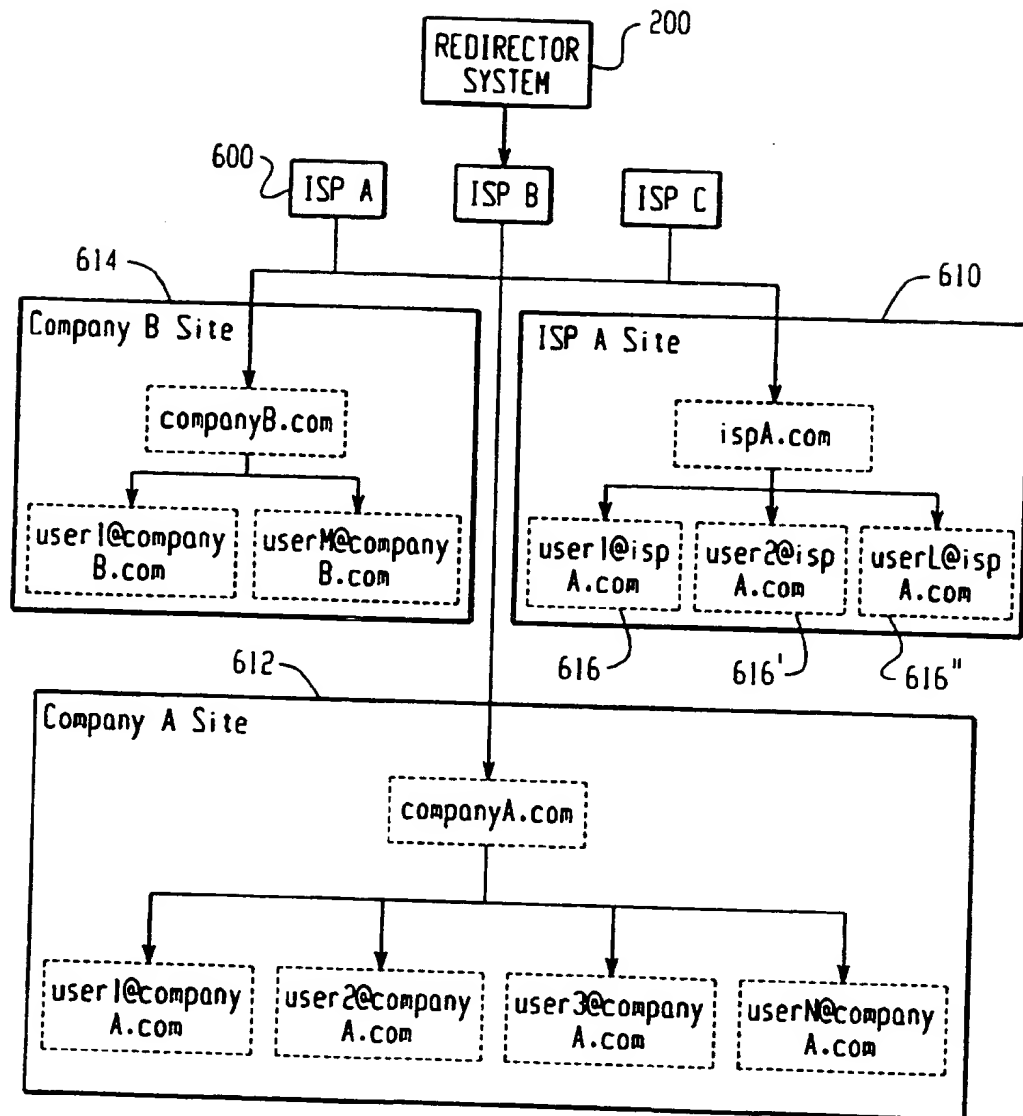 REDIRECTOR
SYSTEM
200
600
ISP A
ISP B
ISP C
614
610
Company B Site
ISP A Site
companyB.com
ispA.com
user1@company
B.com
userM@company
B.com
user1@isp
A.com
user2@isp
A.com
userL@isp
A.com
616
616'
616"
612
Company A Site
companyA.com
user1@company
A.com
user2@company
A.com
user3@company
A.com
userN@company
A.com